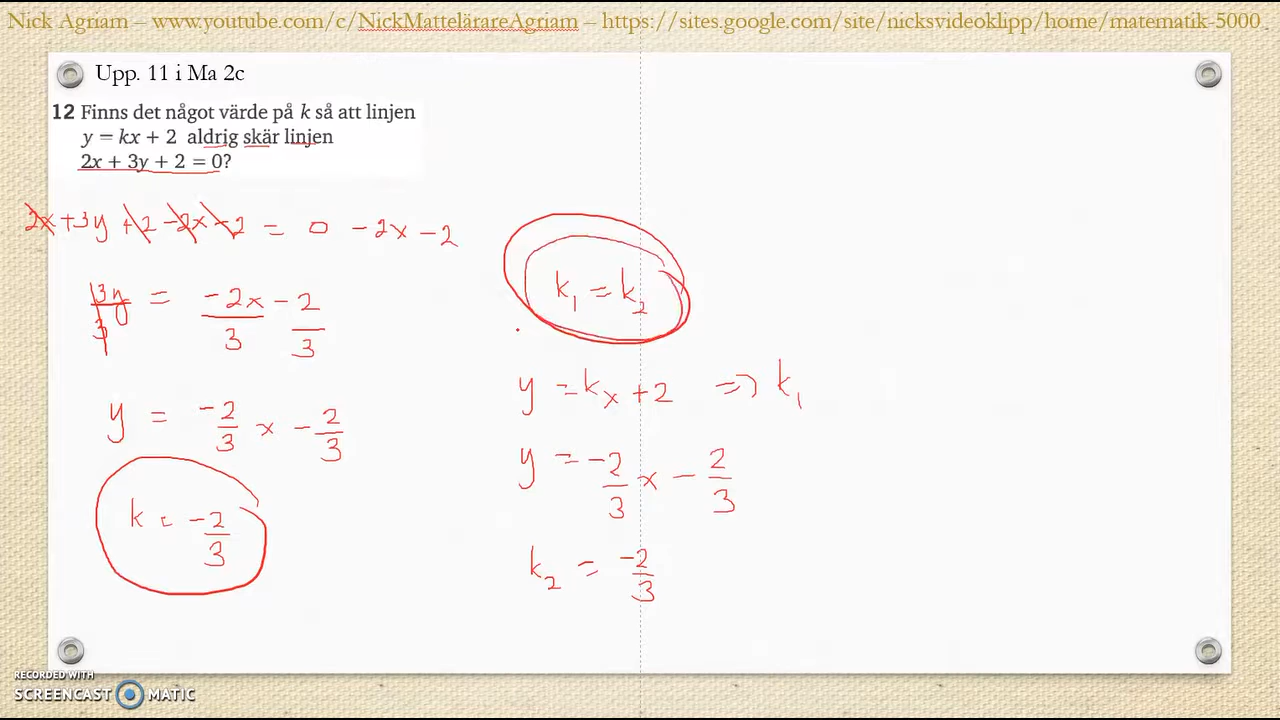 Nick Agriam – www.youtube.com/c/NickMattelärareAgriam – https://sites.google.com/site/nicksvideoklipp/home/matematik-5000
Upp. 11 i Ma 2c
12 Finns det något värde på k så att linjen
y = kx + 2 aldrig skär linjen
2x + 3y + 2 = 0?
2x + 3y + 2 - 2x - 2 = 0 - 2x - 2
3y/3 = -2x/3 - 2/3
y = -2/3 x - 2/3
k = -2/3
k₁ = k₂
y = kx + 2 => k₁
y = -2/3 x - 2/3
k₂ = -2/3
RECORDED WITH
SCREENCAST MATIC